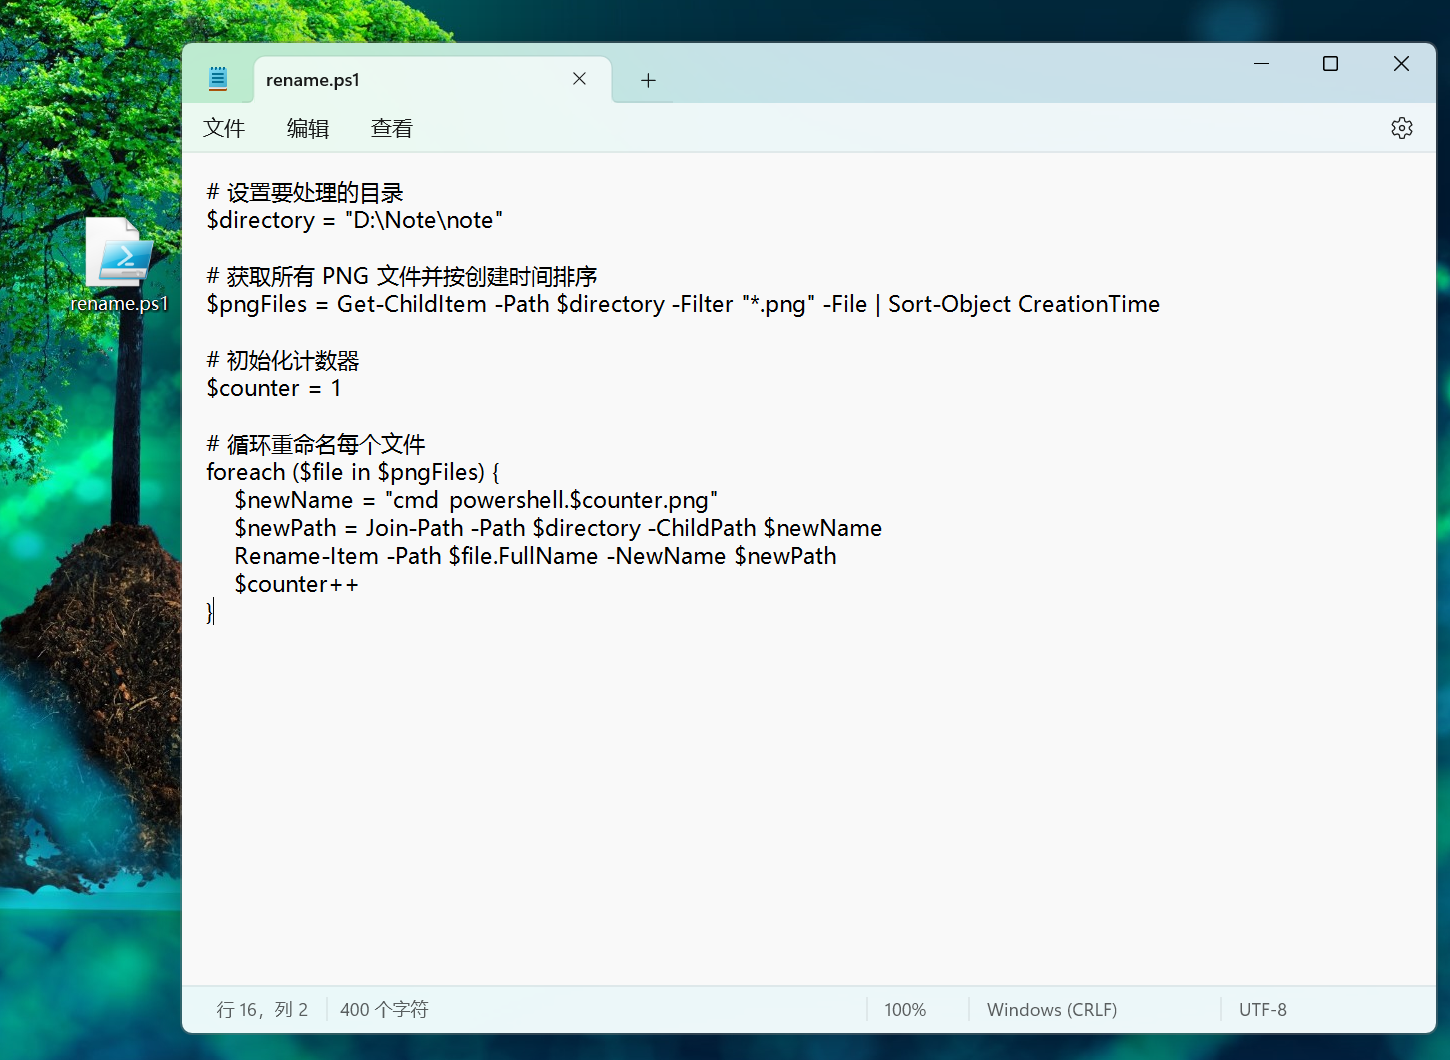 rename.ps1
文件 编辑 查看
rename.ps1
# 设置要处理的目录
$directory = "D:\Note\note"
# 获取所有 PNG 文件并按创建时间排序
$pngFiles = Get-ChildItem -Path $directory -Filter "*.png" -File | Sort-Object CreationTime
# 初始化计数器
$counter = 1
# 循环重命名每个文件
foreach ($file in $pngFiles) {
    $newName = "cmd powershell.$counter.png"
    $newPath = Join-Path -Path $directory -ChildPath $newName
    Rename-Item -Path $file.FullName -NewName $newPath
    $counter++
}
行 16，列 2 400 个字符 100% Windows (CRLF) UTF-8